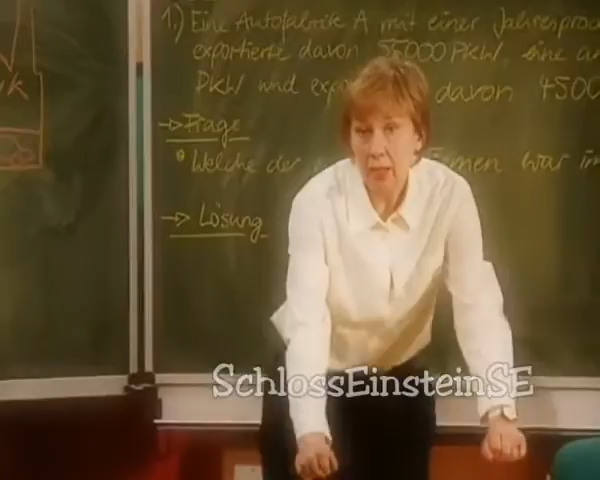 1.) Eine Autofabrik A mit einer Jahrespro
exportierte davon 55000 PKW, eine an
PKW und exp davon 4500
→ Frage
Welche der Firmen war im
→ Lösung
k
SchlossEinsteinSE